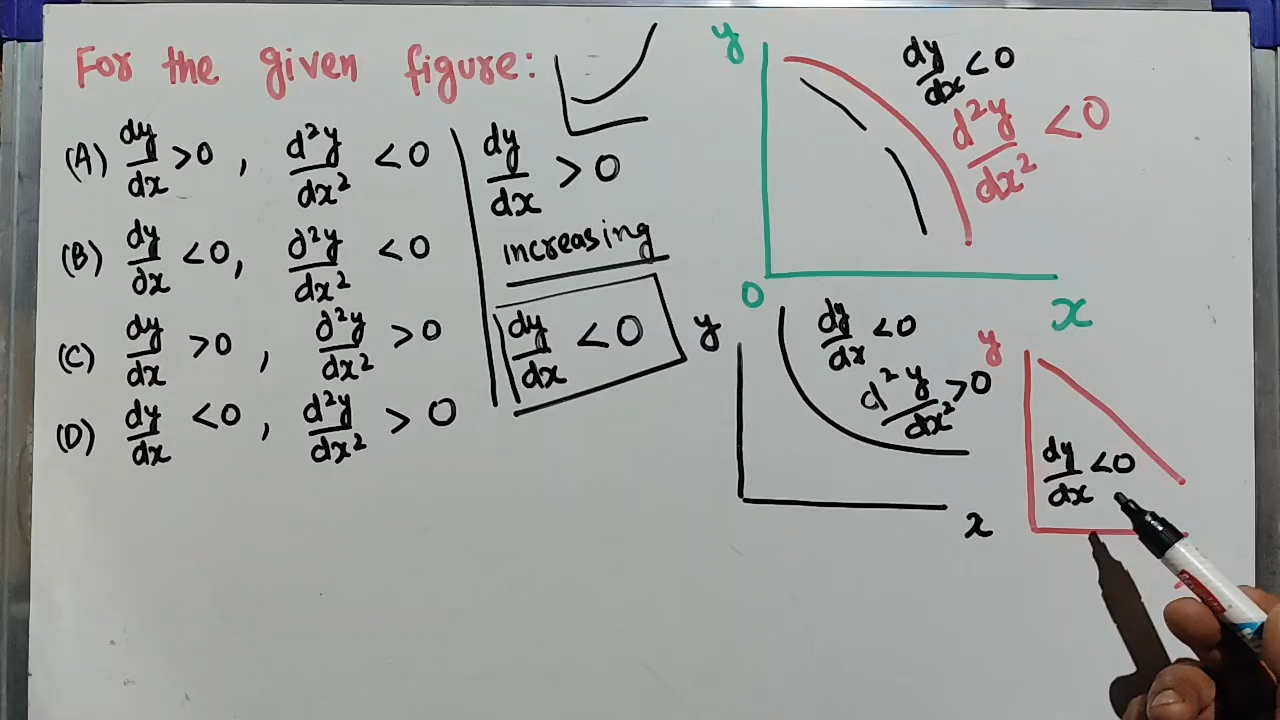 For the given figure:
(A) dy/dx > 0 , d²y/dx² < 0
(B) dy/dx < 0, d²y/dx² < 0
(C) dy/dx > 0 , d²y/dx² > 0
(D) dy/dx < 0 , d²y/dx² > 0
dy/dx > 0
increasing
dy/dx < 0
y
dy/dx < 0
d²y/dx² < 0
0
x
y
dy/dx < 0
d²y/dx² > 0
x
y
dy/dx < 0